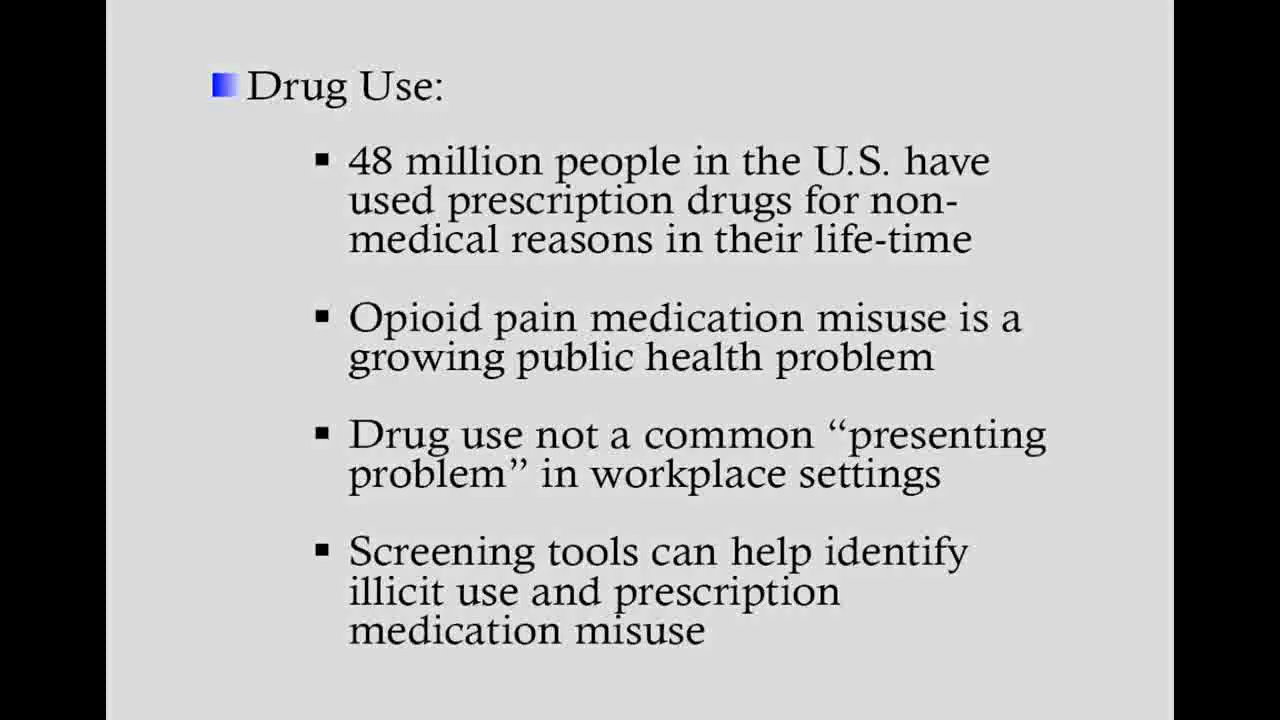 Drug Use:
48 million people in the U.S. have
used prescription drugs for non-
medical reasons in their life-time
Opioid pain medication misuse is a
growing public health problem
Drug use not a common “presenting
problem” in workplace settings
Screening tools can help identify
illicit use and prescription
medication misuse